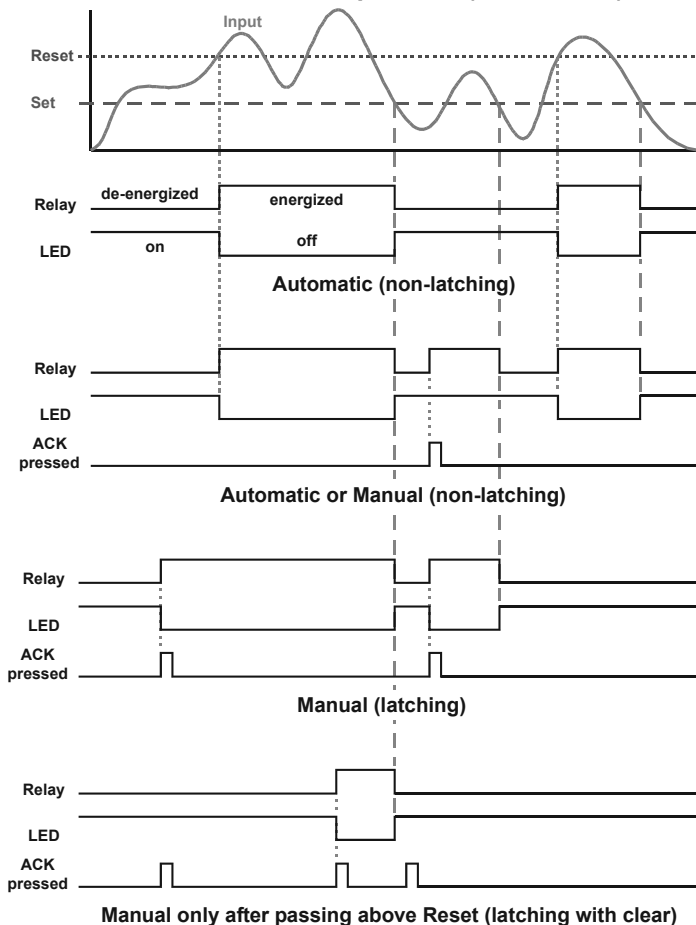 Input
Reset
Set
de-energized
energized
Relay
LED
on
off
Automatic (non-latching)
Relay
LED
ACK
pressed
Automatic or Manual (non-latching)
Relay
LED
ACK
pressed
Manual (latching)
Relay
LED
ACK
pressed
Manual only after passing above Reset (latching with clear)